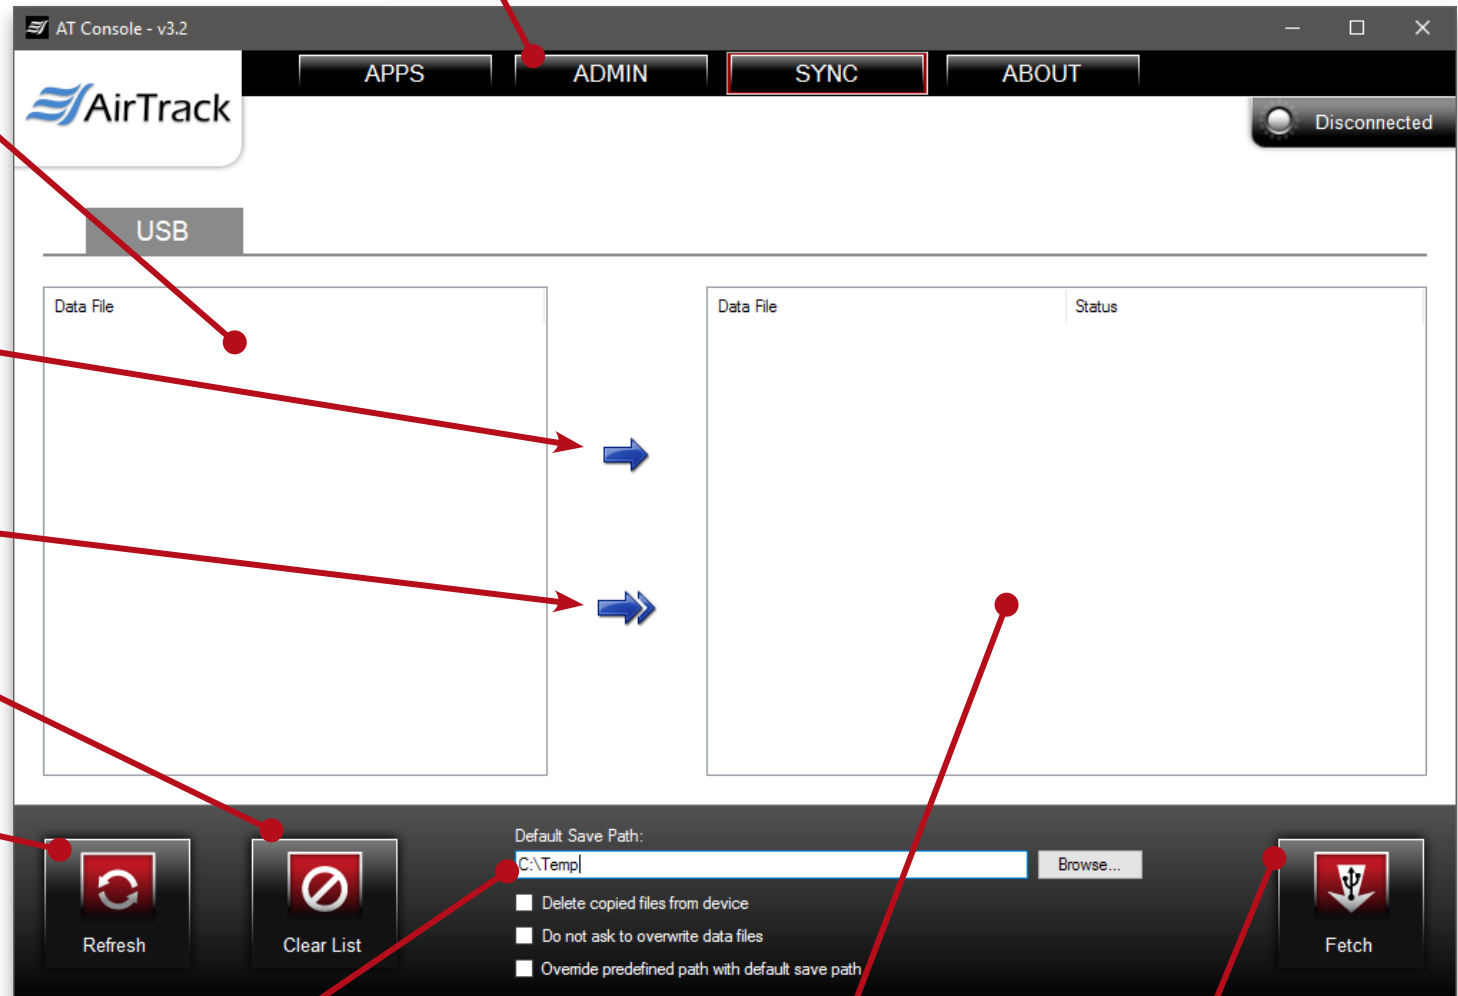 AT Console - v3.2
APPS ADMIN SYNC ABOUT
AirTrack
Disconnected
USB
Data File
Data File Status
Default Save Path:
C:\Temp Browse...
Delete copied files from device
Do not ask to overwrite data files
Override predefined path with default save path
Refresh Clear List Fetch